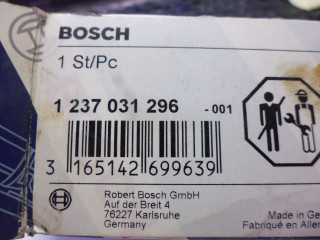 BOSCH
1 St/Pc
1 237 031 296 - 001
3 165142 699639
Robert Bosch GmbH
Auf der Breit 4
76227 Karlsruhe
Germany
Made in Ge
Fabriqué en Allen